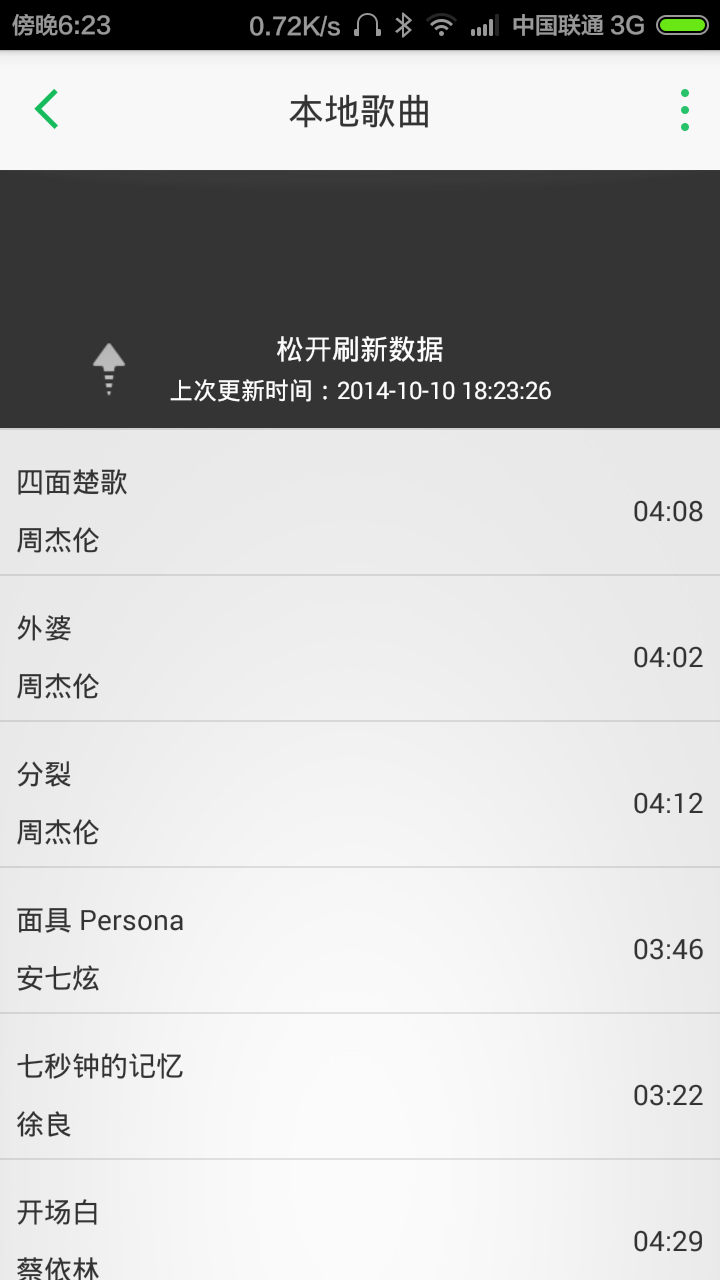 傍晚6:23 0.72K/s 中国联通 3G
本地歌曲
松开刷新数据
上次更新时间：2014-10-10 18:23:26
四面楚歌
04:08
周杰伦
外婆
04:02
周杰伦
分裂
04:12
周杰伦
面具 Persona
03:46
安七炫
七秒钟的记忆
03:22
徐良
开场白
04:29
蔡依林